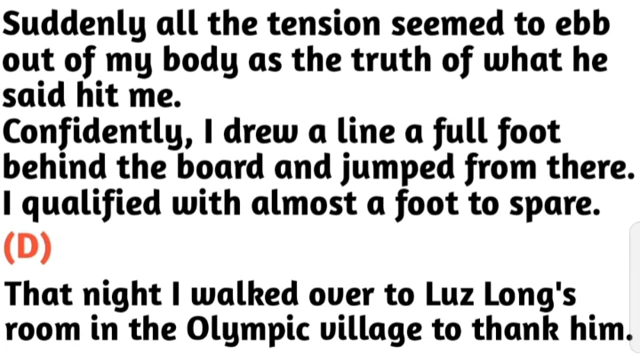 Suddenly all the tension seemed to ebb
out of my body as the truth of what he
said hit me.
Confidently, I drew a line a full foot
behind the board and jumped from there.
I qualified with almost a foot to spare.
(D)
That night I walked over to Luz Long's
room in the Olympic village to thank him.